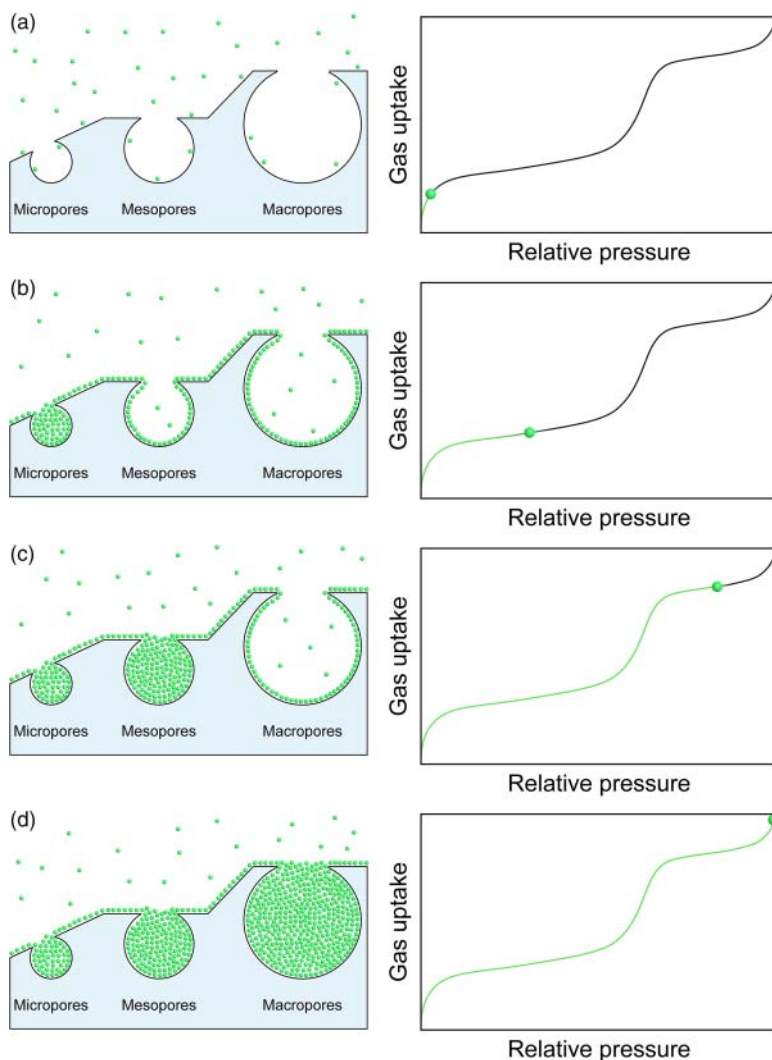 (a)
Micropores Mesopores Macropores
Gas uptake
Relative pressure
(b)
Micropores Mesopores Macropores
Gas uptake
Relative pressure
(c)
Micropores Mesopores Macropores
Gas uptake
Relative pressure
(d)
Micropores Mesopores Macropores
Gas uptake
Relative pressure